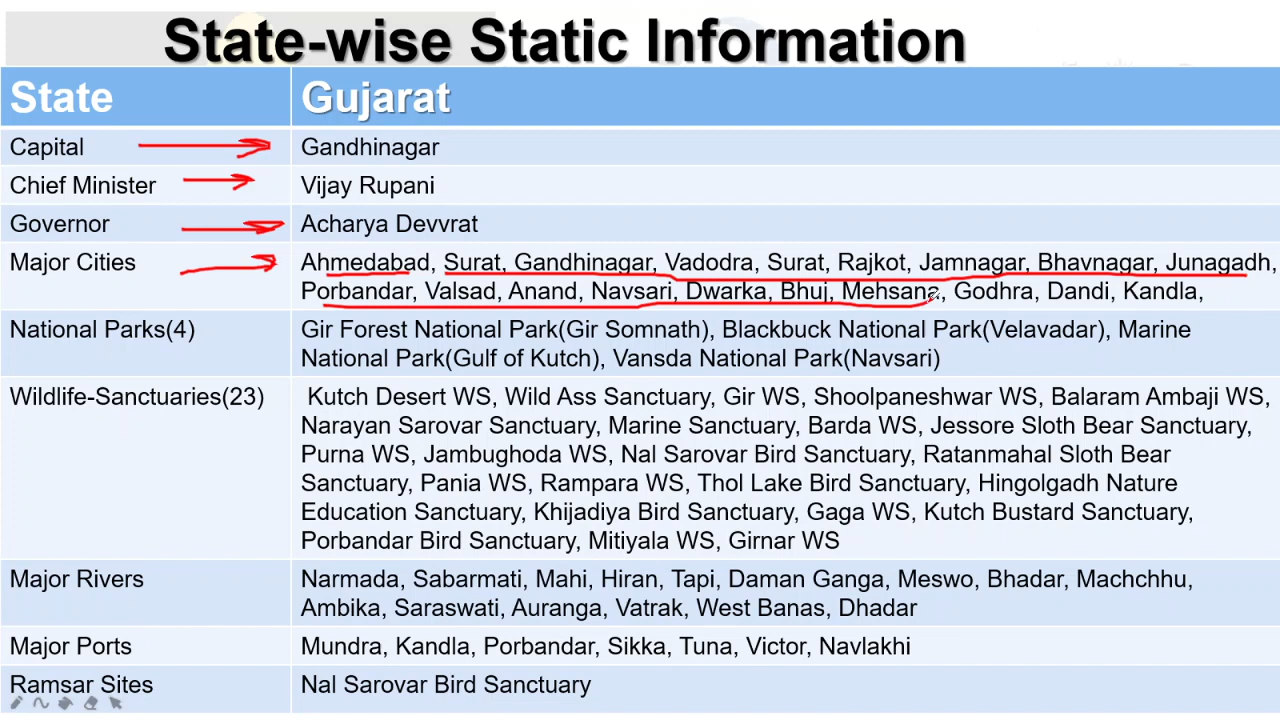 State-wise Static Information
State Gujarat
Capital Gandhinagar
Chief Minister Vijay Rupani
Governor Acharya Devvrat
Major Cities Ahmedabad, Surat, Gandhinagar, Vadodra, Surat, Rajkot, Jamnagar, Bhavnagar, Junagadh,
Porbandar, Valsad, Anand, Navsari, Dwarka, Bhuj, Mehsana, Godhra, Dandi, Kandla,
National Parks(4) Gir Forest National Park(Gir Somnath), Blackbuck National Park(Velavadar), Marine
National Park(Gulf of Kutch), Vansda National Park(Navsari)
Wildlife-Sanctuaries(23) Kutch Desert WS, Wild Ass Sanctuary, Gir WS, Shoolpaneshwar WS, Balaram Ambaji WS,
Narayan Sarovar Sanctuary, Marine Sanctuary, Barda WS, Jessore Sloth Bear Sanctuary,
Purna WS, Jambughoda WS, Nal Sarovar Bird Sanctuary, Ratanmahal Sloth Bear
Sanctuary, Pania WS, Rampara WS, Thol Lake Bird Sanctuary, Hingolgadh Nature
Education Sanctuary, Khijadiya Bird Sanctuary, Gaga WS, Kutch Bustard Sanctuary,
Porbandar Bird Sanctuary, Mitiyala WS, Girnar WS
Major Rivers Narmada, Sabarmati, Mahi, Hiran, Tapi, Daman Ganga, Meswo, Bhadar, Machchhu,
Ambika, Saraswati, Auranga, Vatrak, West Banas, Dhadar
Major Ports Mundra, Kandla, Porbandar, Sikka, Tuna, Victor, Navlakhi
Ramsar Sites Nal Sarovar Bird Sanctuary